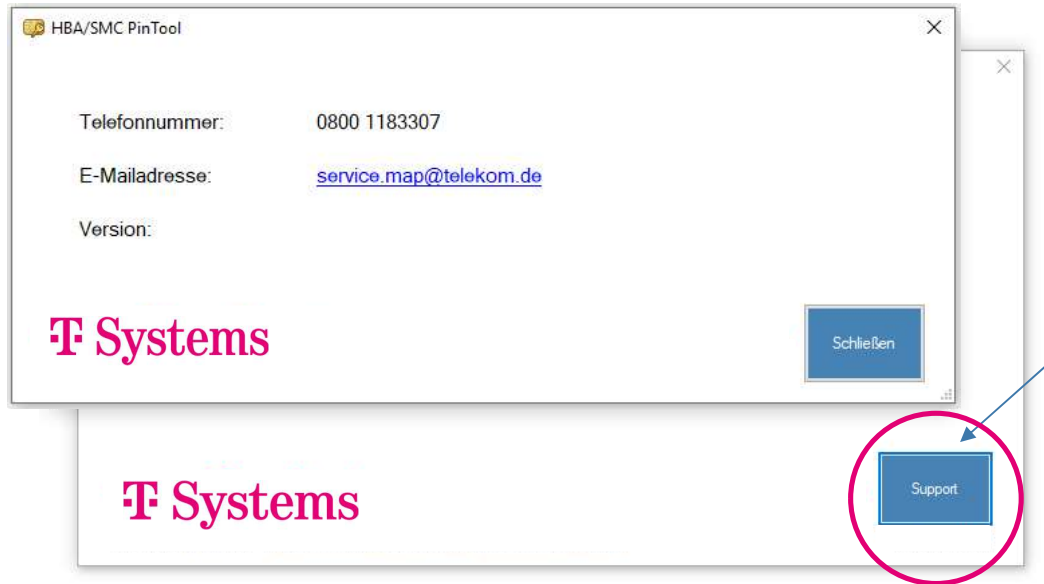 HBA/SMC PinTool
Telefonnummer: 0800 1183307
E-Mailadresse: service.map@telekom.de
Version:
T Systems
Schließen
T Systems
Support